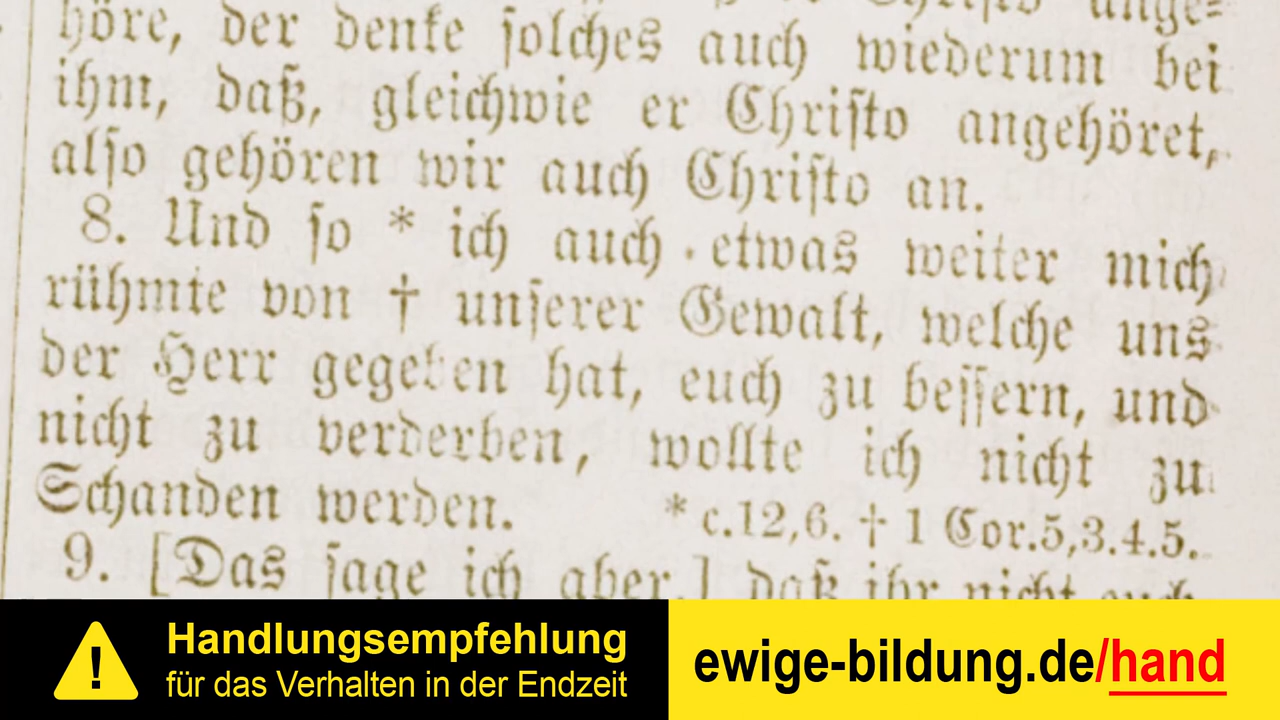 höre, der denke solches auch wiederum bei
ihm, daß, gleichwie er Christo angehöret,
also gehören wir auch Christo an.
8. Und so * ich auch etwas weiter mich
rühmte von † unserer Gewalt, welche uns
der Herr gegeben hat, euch zu bessern, und
nicht zu verderben, wollte ich nicht zu
Schanden werden. * c.12,6. † 1 Cor.5,3.4.5.
9. [Das sage ich aber,] daß ihr nicht
Handlungsempfehlung
für das Verhalten in der Endzeit
ewige-bildung.de/hand